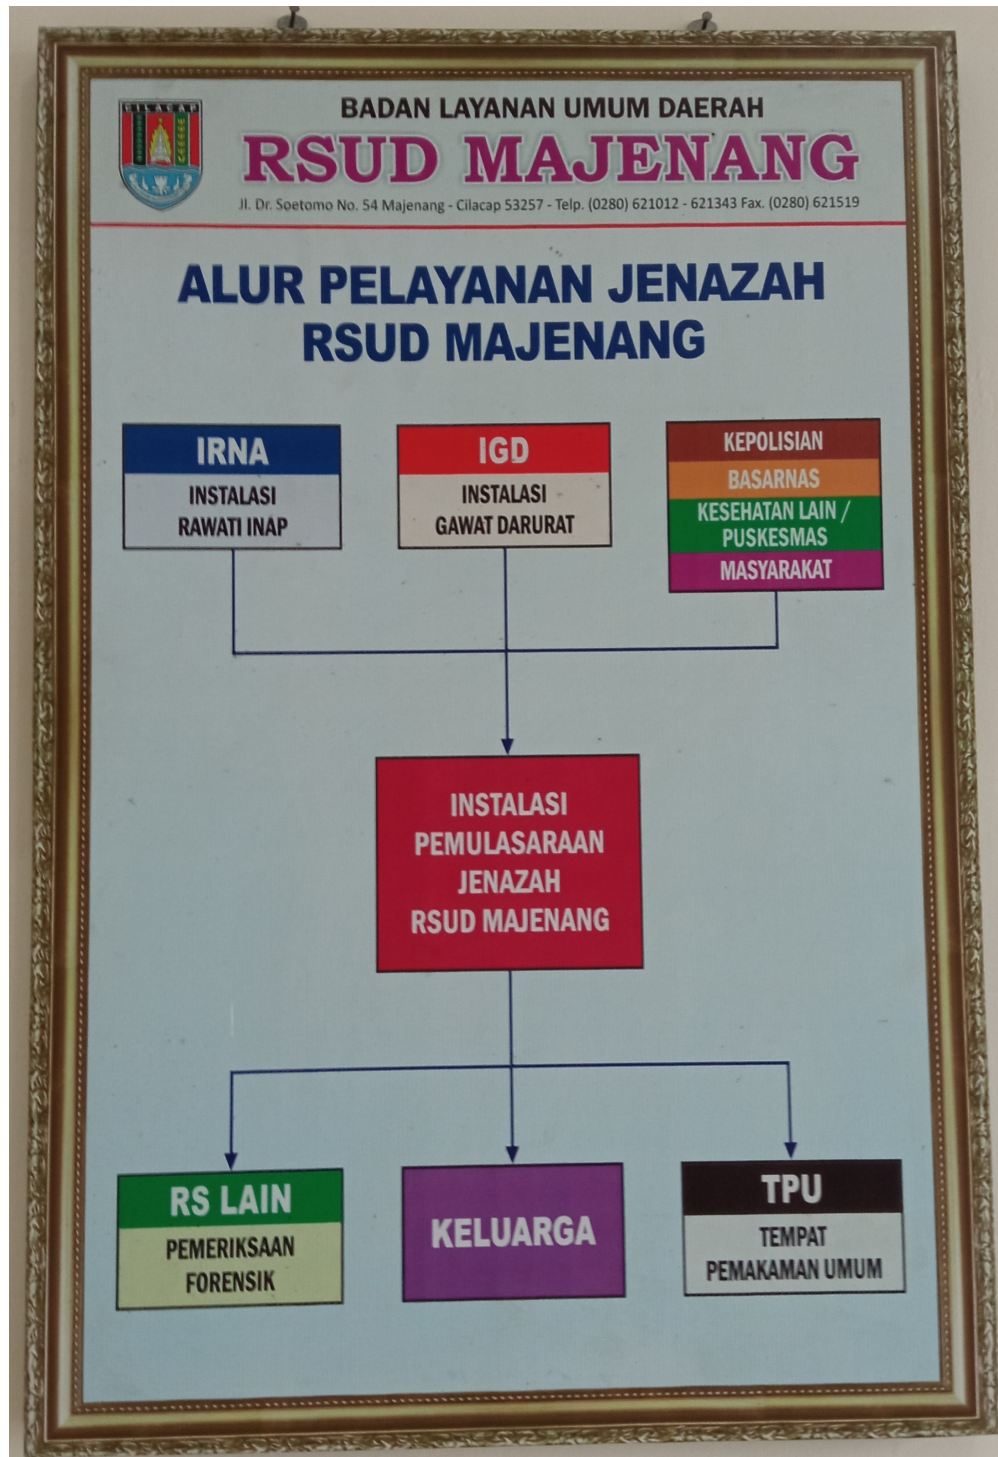 CILACAP
BADAN LAYANAN UMUM DAERAH
RSUD MAJENANG
Jl. Dr. Soetomo No. 54 Majenang - Cilacap 53257 - Telp. (0280) 621012 - 621343 Fax. (0280) 621519
ALUR PELAYANAN JENAZAH
RSUD MAJENANG
IRNA
INSTALASI
RAWATI INAP
IGD
INSTALASI
GAWAT DARURAT
KEPOLISIAN
BASARNAS
KESEHATAN LAIN /
PUSKESMAS
MASYARAKAT
INSTALASI
PEMULASARAAN
JENAZAH
RSUD MAJENANG
RS LAIN
PEMERIKSAAN
FORENSIK
KELUARGA
TPU
TEMPAT
PEMAKAMAN UMUM